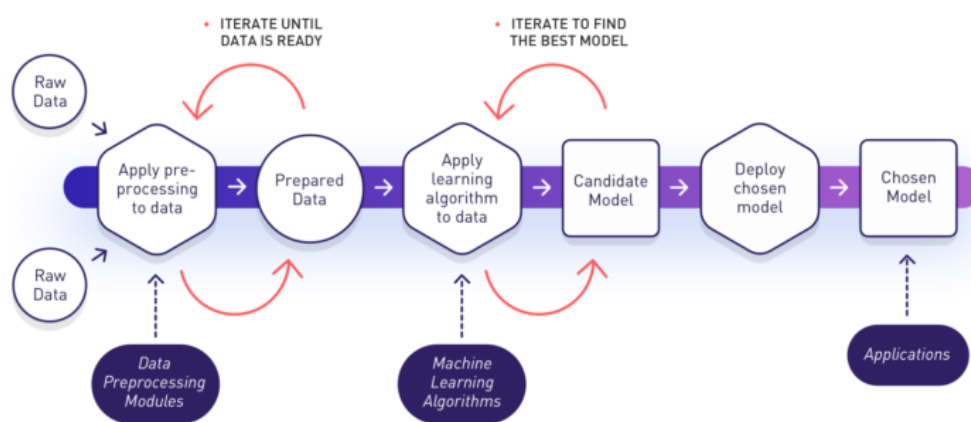 • ITERATE UNTIL
DATA IS READY
• ITERATE TO FIND
THE BEST MODEL
Raw
Data
Apply pre-
processing
to data
Prepared
Data
Apply
learning
algorithm
to data
Candidate
Model
Deploy
chosen
model
Chosen
Model
Raw
Data
Data
Preprocessing
Modules
Machine
Learning
Algorithms
Applications